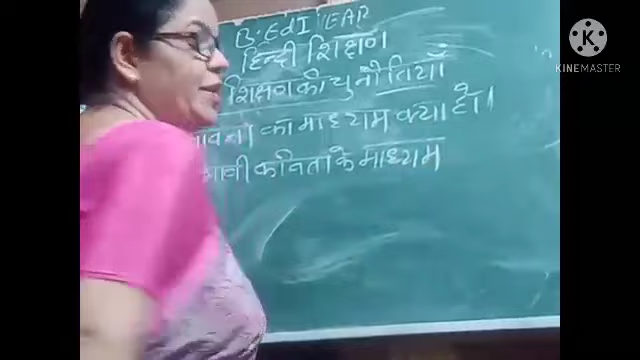 B.Ed I YEAR
हिन्दी शिक्षण
शिक्षण की चुनौतियाँ
का माध्यम क्या हो।
कविता के माध्यम
KINEMASTER